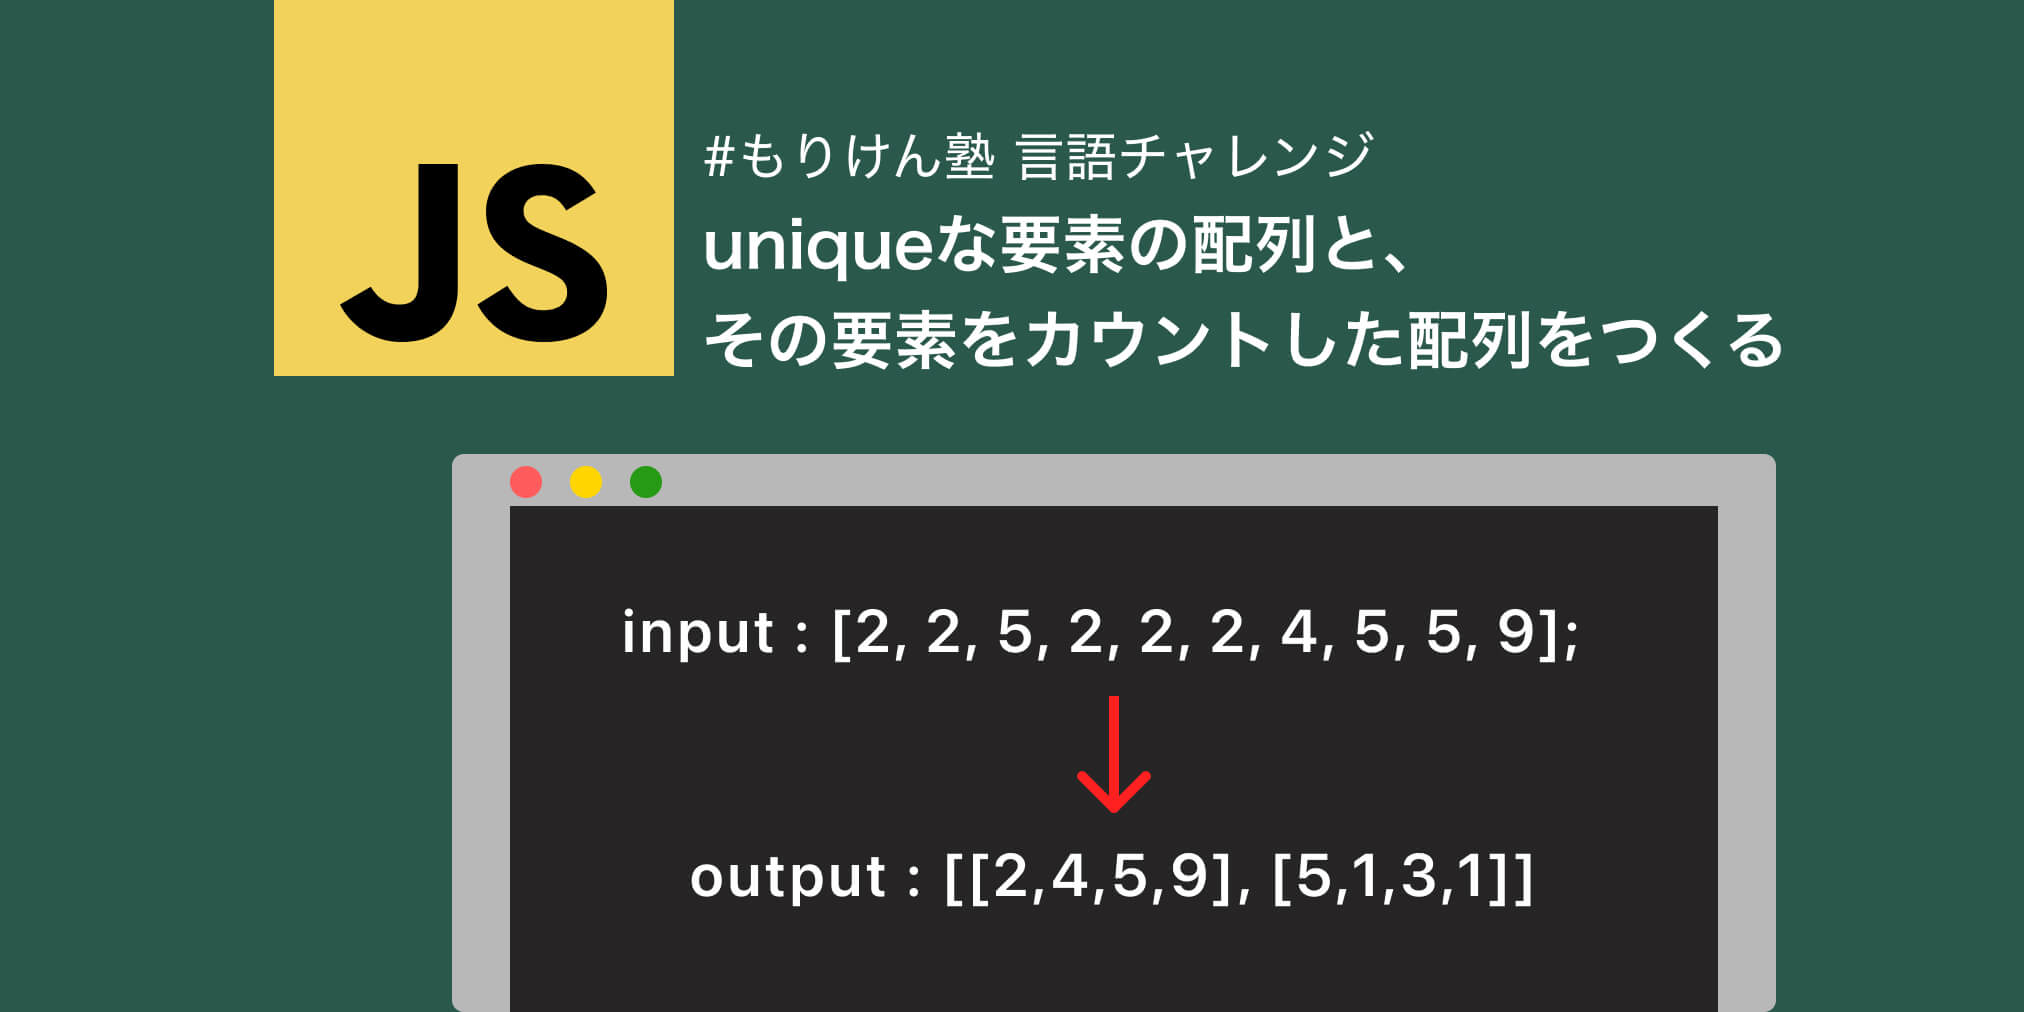 JS
#もりけん塾 言語チャレンジ
uniqueな要素の配列と、
その要素をカウントした配列をつくる
input : [2, 2, 5, 2, 2, 2, 4, 5, 5, 9];
output : [[2,4,5,9], [5,1,3,1]]